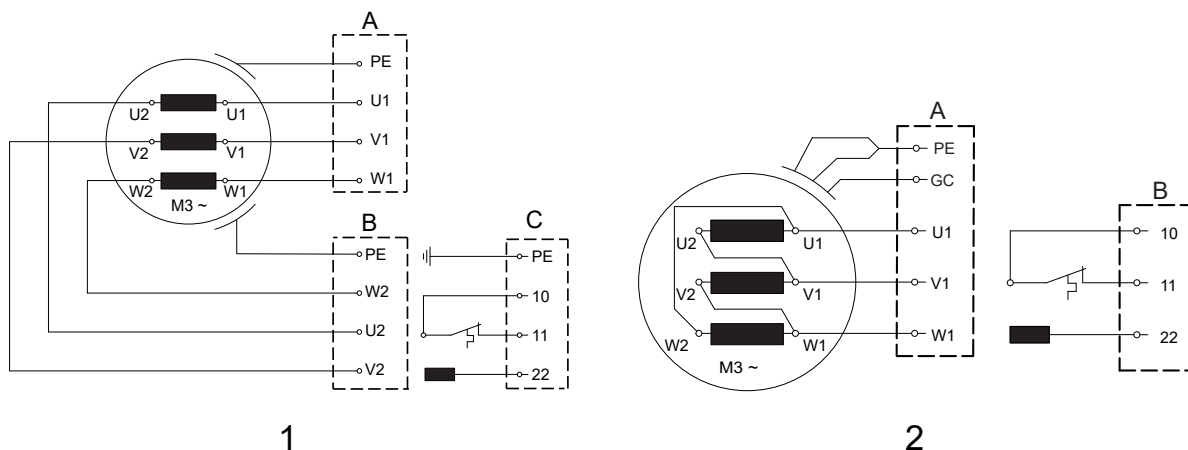 A
PE
U2 U1
U1
V2 V1
V1
W2 W1
W1
M3 ~
B
PE
W2
U2
V2
C
PE
10
11
22
1
A
PE
GC
U2 U1
U1
V2 V1
V1
W2 W1
W1
M3 ~
B
10
11
22
2